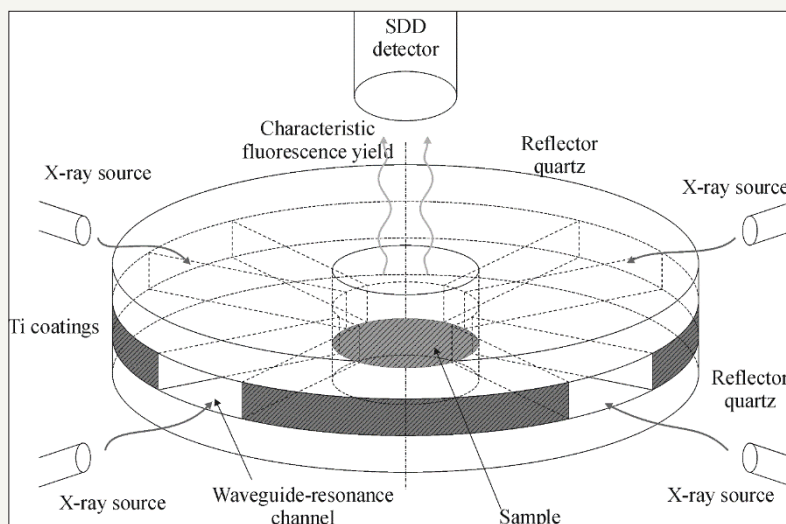 SDD
detector
Characteristic
fluorescence yield
Reflector
quartz
X-ray source
X-ray source
Ti coatings
Reflector
quartz
X-ray source
Waveguide-resonance
channel
Sample
X-ray source